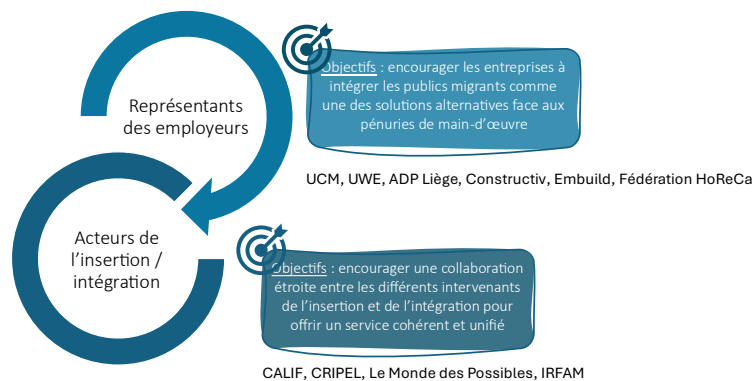 Représentants
des employeurs
Objectifs : encourager les entreprises à
intégrer les publics migrants comme
une des solutions alternatives face aux
pénuries de main-d’œuvre
UCM, UWE, ADP Liège, Constructiv, Embuild, Fédération HoReCa
Acteurs de
l’insertion /
intégration
Objectifs : encourager une collaboration
étroite entre les différents intervenants
de l’insertion et de l’intégration pour
offrir un service cohérent et unifié
CALIF, CRIPEL, Le Monde des Possibles, IRFAM